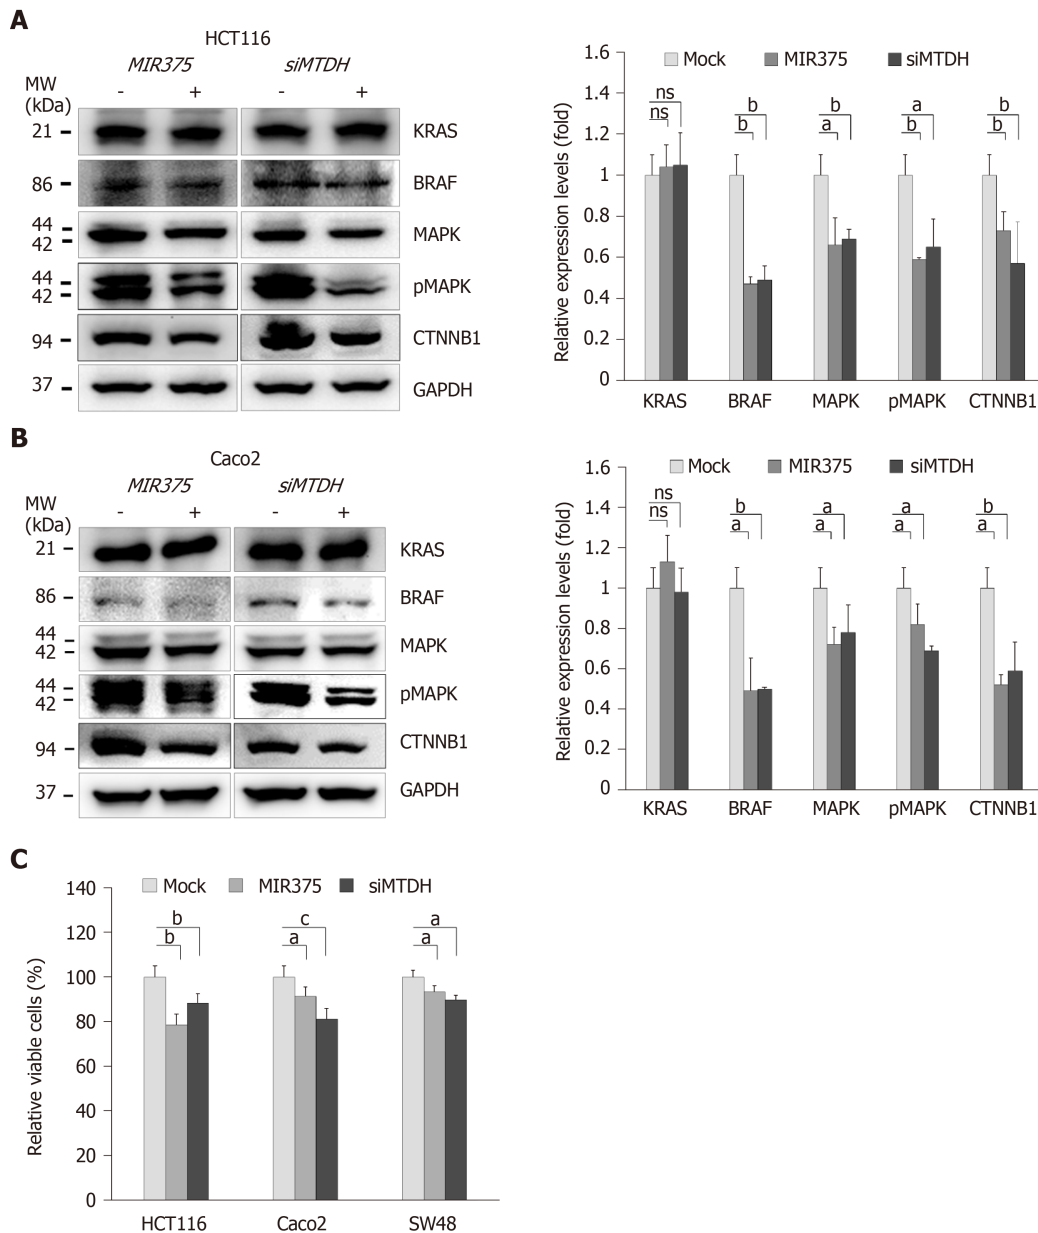 A
HCT116
MIR375 siMTDH
MW
(kDa)
- + - +
21 KRAS
86 BRAF
44
42 MAPK
44
42 pMAPK
94 CTNNB1
37 GAPDH
Mock MIR375 siMTDH
Relative expression levels (fold)
1.6
1.4
1.2
1
0.8
0.6
0.4
0.2
0
ns b b a b
ns b a b b
KRAS BRAF MAPK pMAPK CTNNB1
B
Caco2
MIR375 siMTDH
MW
(kDa)
- + - +
21 KRAS
86 BRAF
44
42 MAPK
44
42 pMAPK
94 CTNNB1
37 GAPDH
Mock MIR375 siMTDH
Relative expression levels (fold)
1.6
1.4
1.2
1
0.8
0.6
0.4
0.2
0
ns b a a b
ns a a a a
KRAS BRAF MAPK pMAPK CTNNB1
C
Mock MIR375 siMTDH
Relative viable cells (%)
140
120
100
80
60
40
20
0
b c a
b a a
HCT116 Caco2 SW48